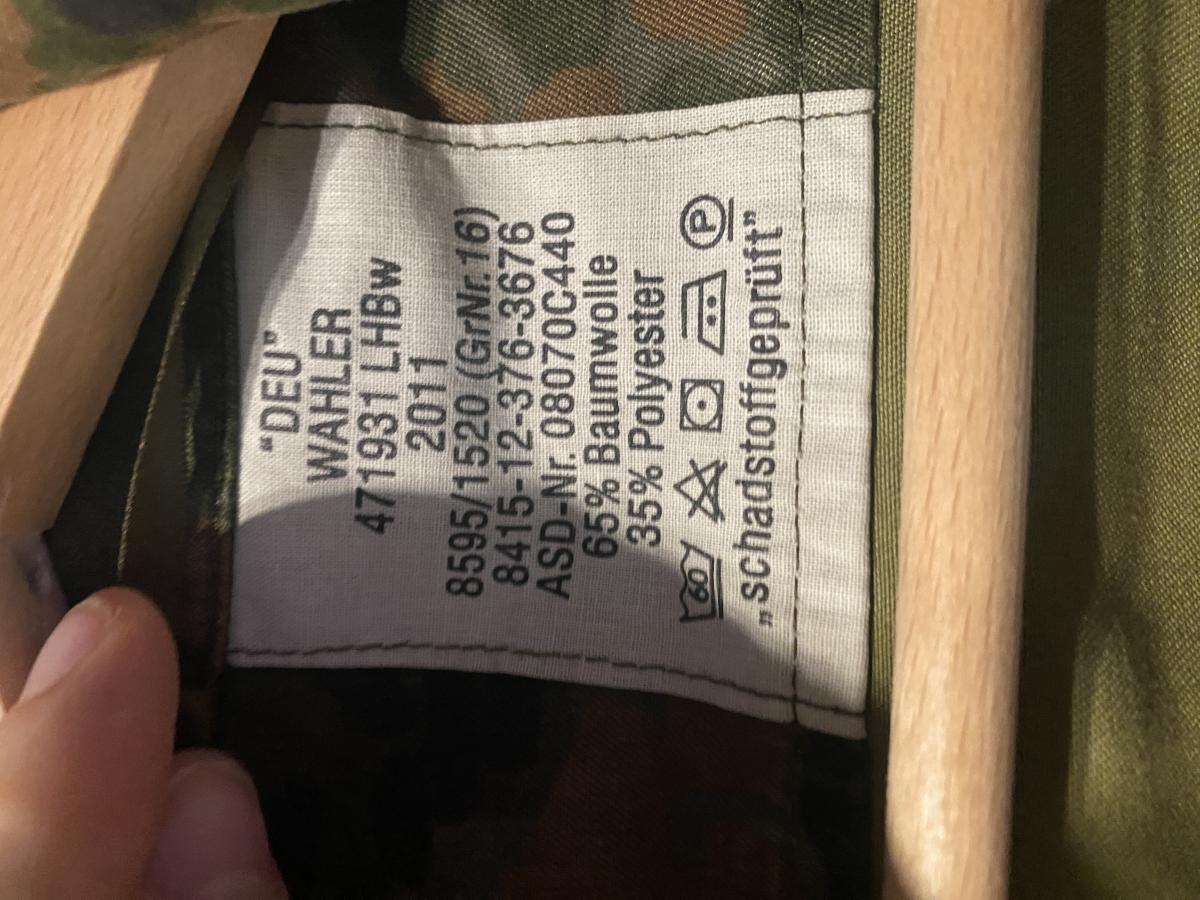 "DEU"
WAHLER
471931 LHBw
2011
8595/1520 (GrNr.16)
8415-12-376-3676
ASD-Nr. 08070C440
65% Baumwolle
35% Polyester
60 P
„schadstoffgeprüft”